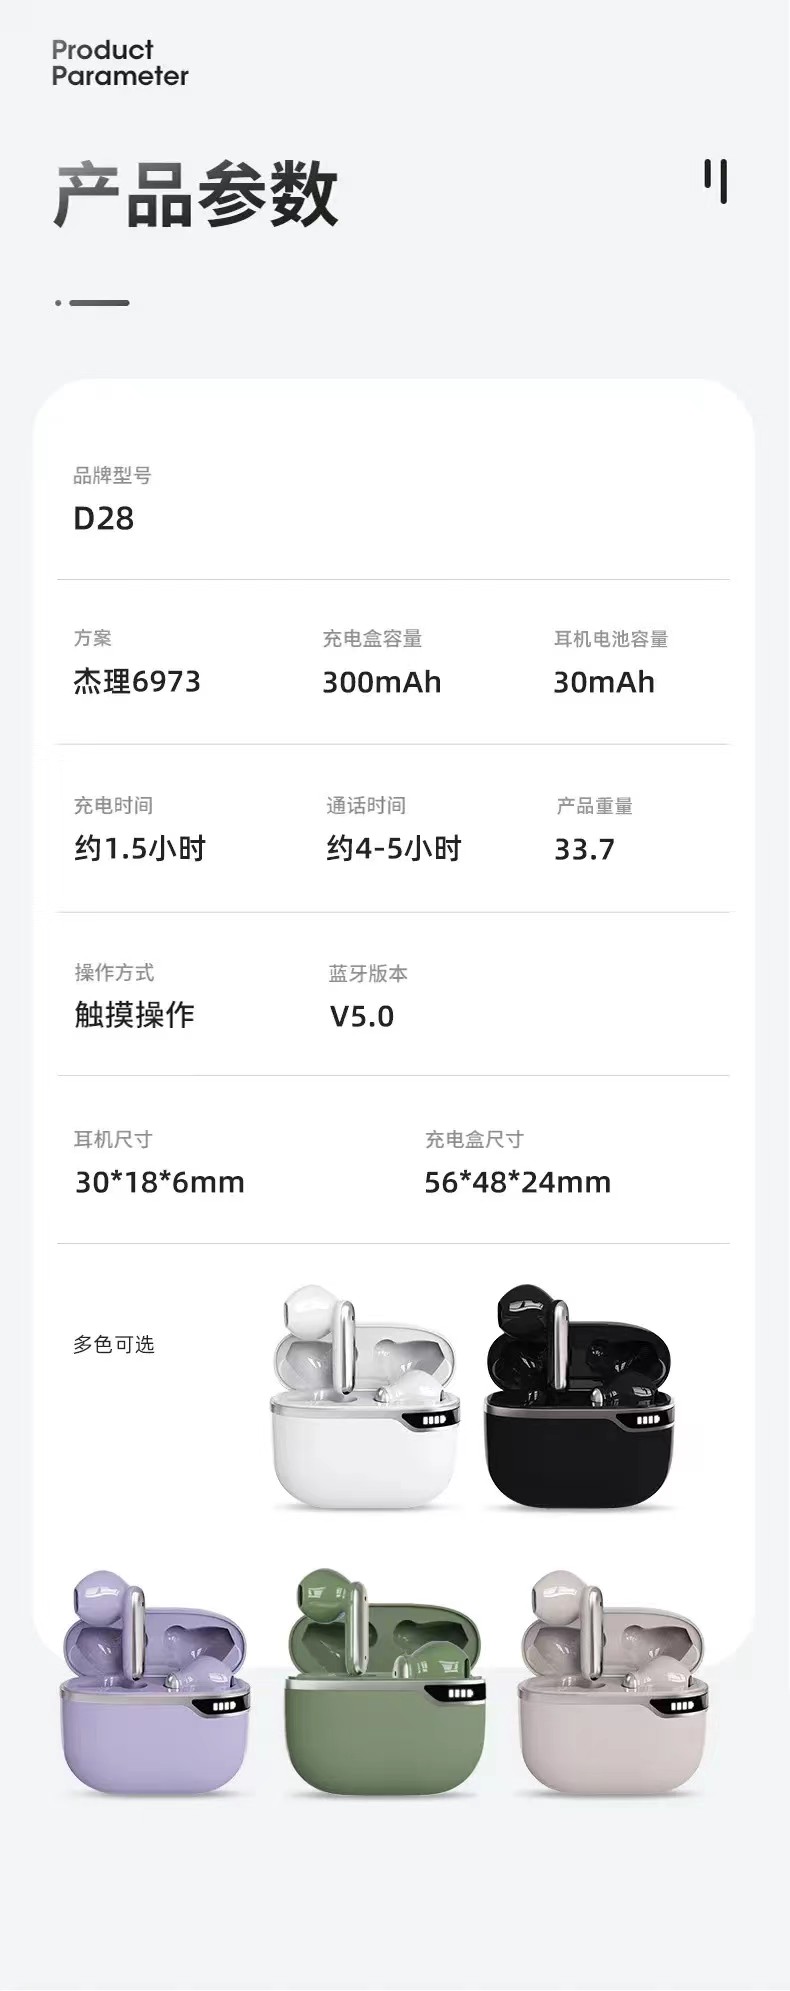 Product
Parameter
产品参数
品牌型号
D28
方案
充电盒容量
耳机电池容量
杰理6973
300mAh
30mAh
充电时间
通话时间
产品重量
约1.5小时
约4-5小时
33.7
操作方式
蓝牙版本
触摸操作
V5.0
耳机尺寸
充电盒尺寸
30*18*6mm
56*48*24mm
多色可选